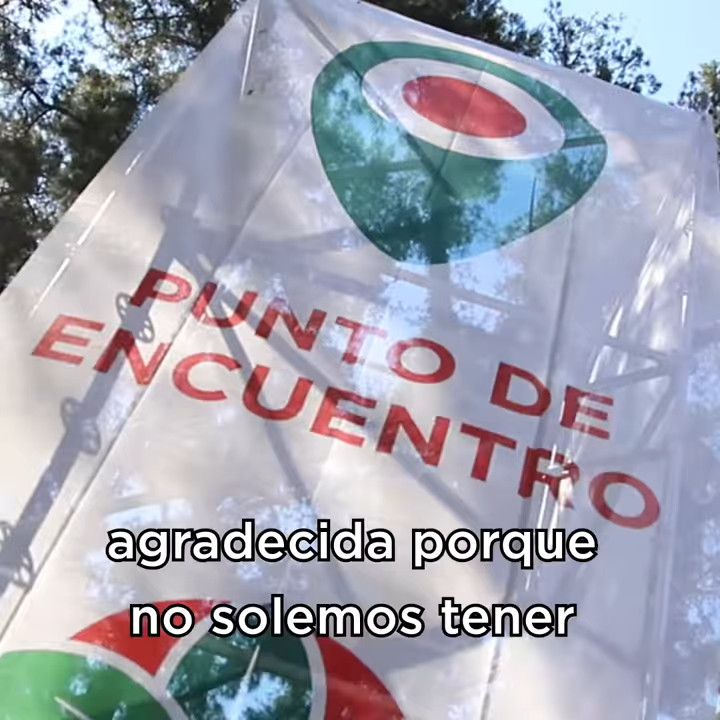 PUNTO DE
ENCUENTRO
agradecida porque
no solemos tener